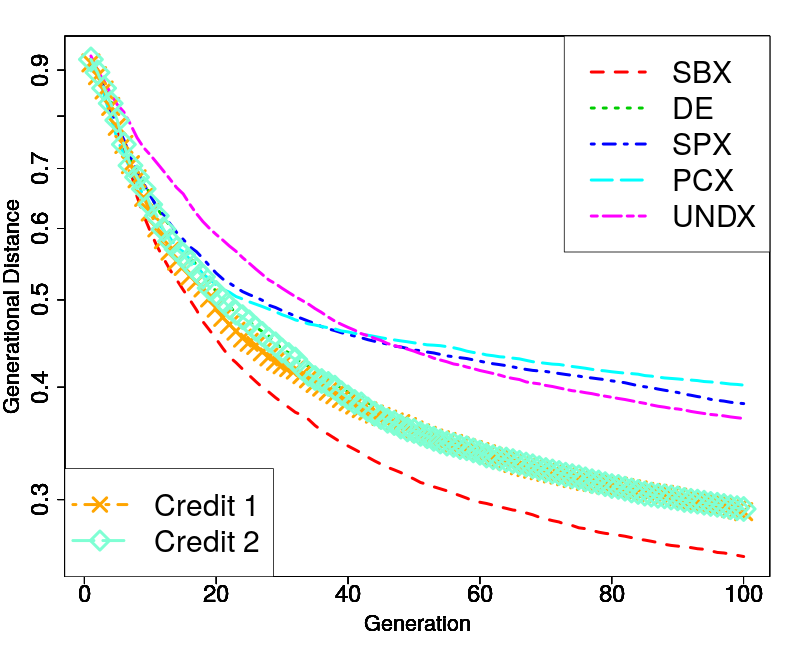 0.9
0.7
0.6
0.5
0.4
0.3
Generational Distance
SBX
DE
SPX
PCX
UNDX
Credit 1
Credit 2
0 20 40 60 80 100
Generation